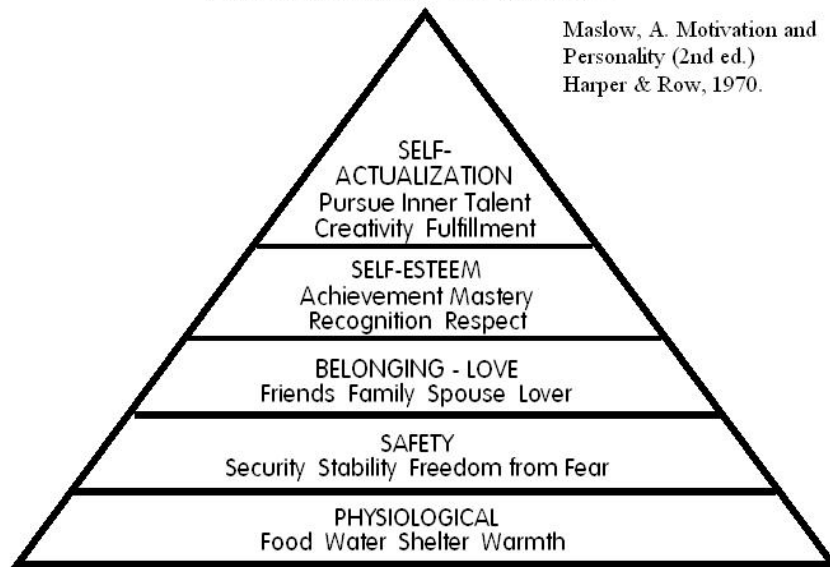 Maslow, A. Motivation and
Personality (2nd ed.)
Harper & Row, 1970.
SELF-
ACTUALIZATION
Pursue Inner Talent
Creativity Fulfillment
SELF-ESTEEM
Achievement Mastery
Recognition Respect
BELONGING - LOVE
Friends Family Spouse Lover
SAFETY
Security Stability Freedom from Fear
PHYSIOLOGICAL
Food Water Shelter Warmth